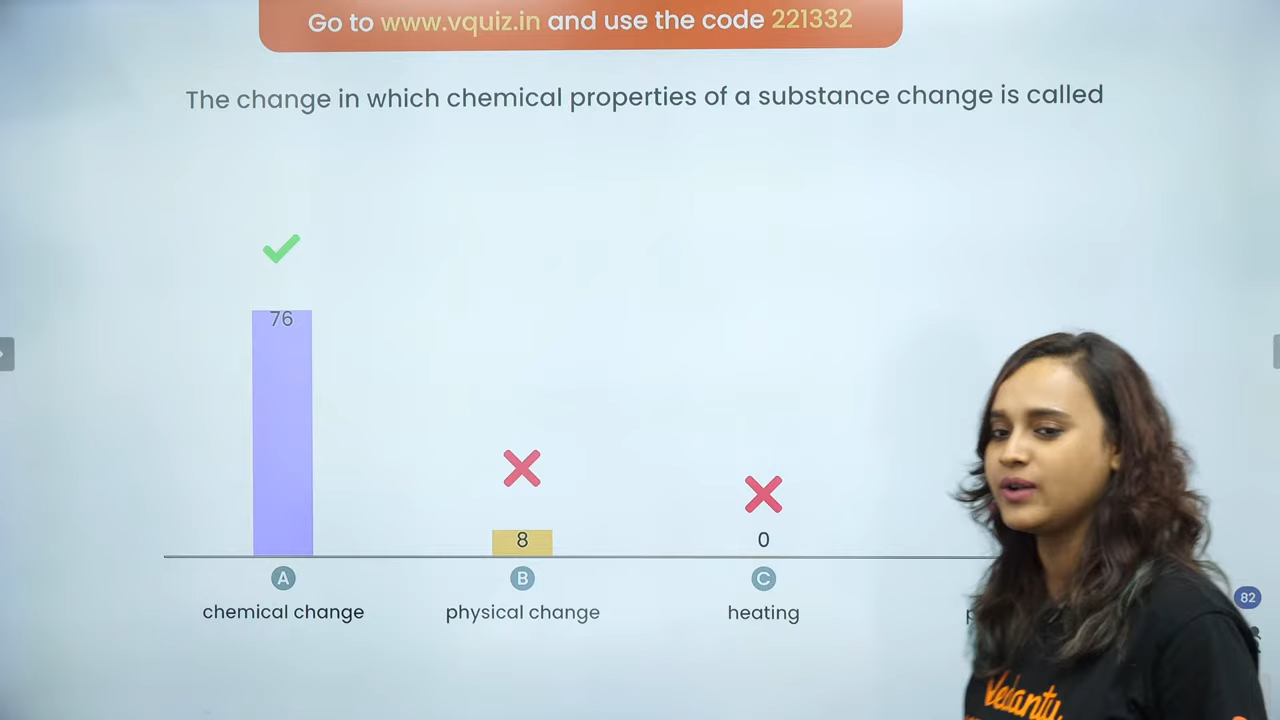 Go to www.vquiz.in and use the code 221332
The change in which chemical properties of a substance change is called
76
8
0
A
B
C
chemical change
physical change
heating
82
Vedantu